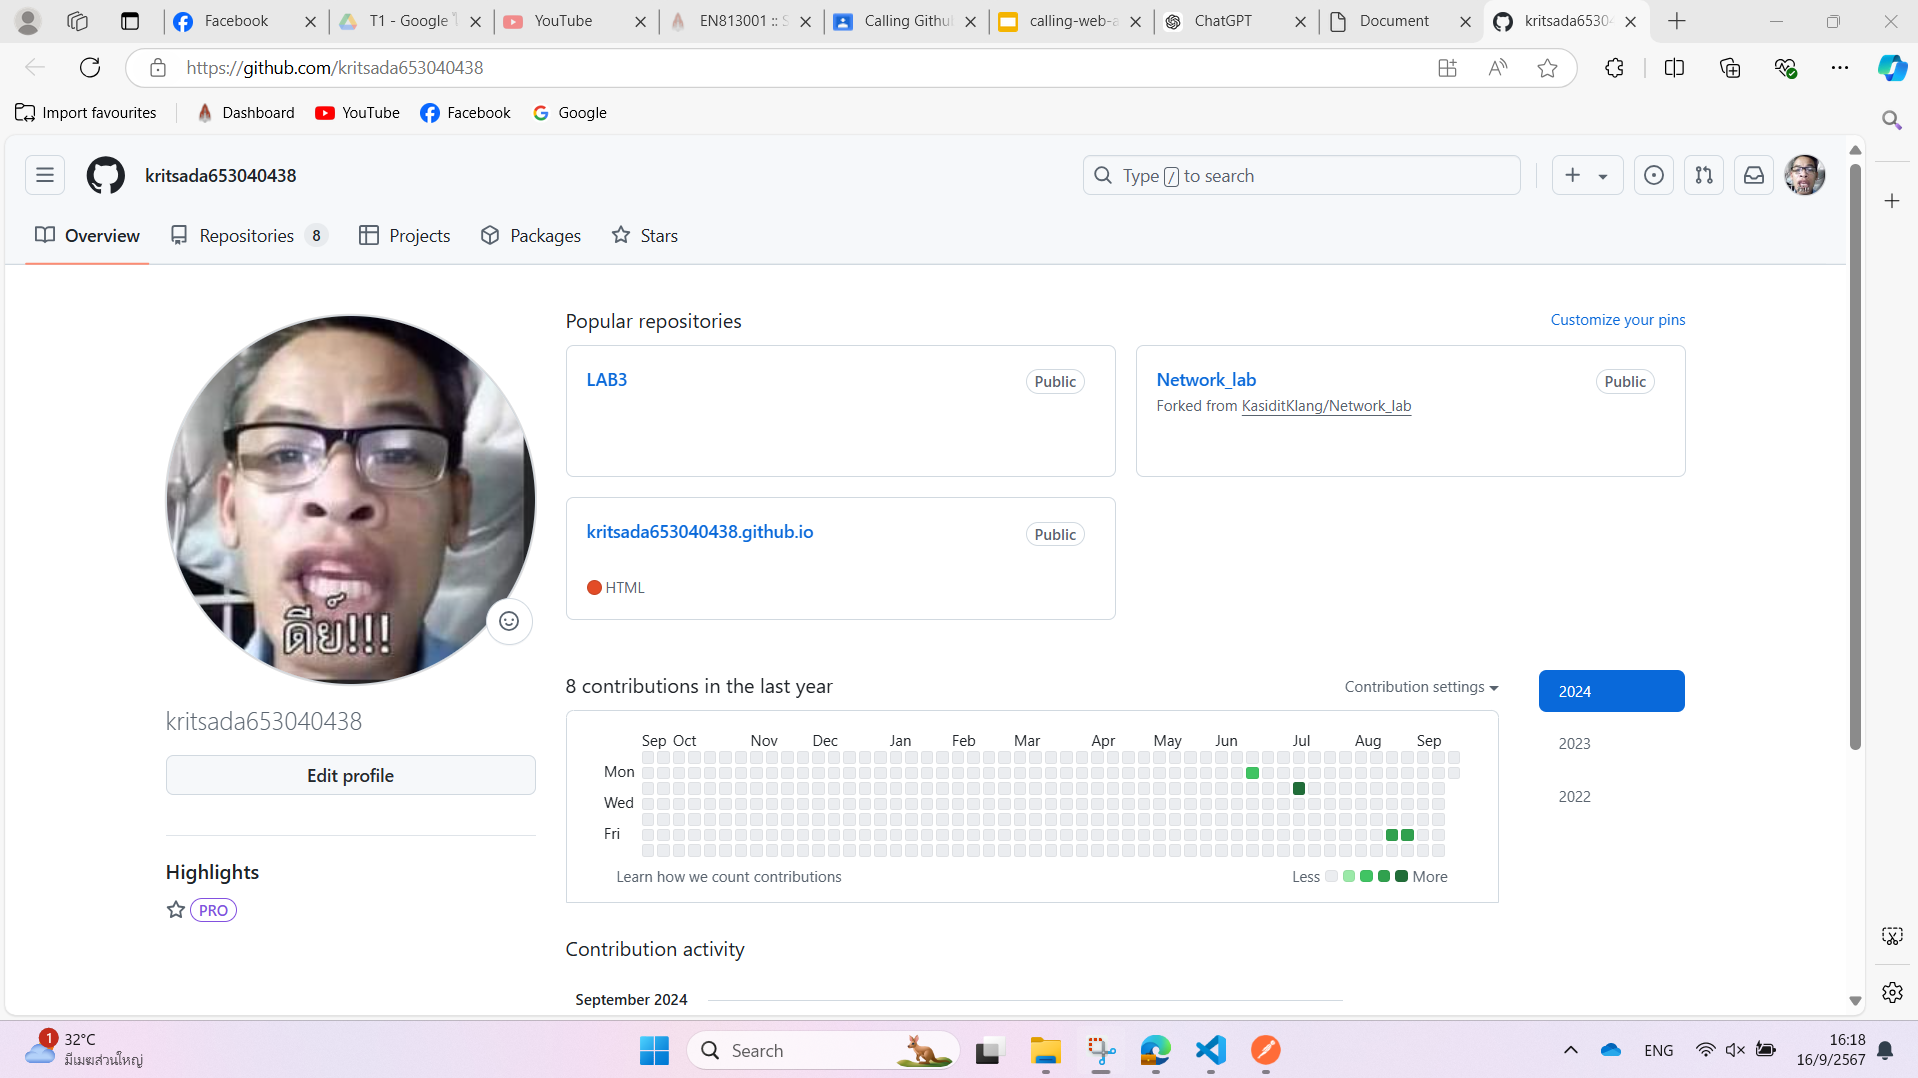 Facebook
T1 - Google
YouTube
EN813001 :: S
Calling Githu
calling-web-a
ChatGPT
Document
kritsada6530
https://github.com/kritsada653040438
Import favourites
Dashboard
YouTube
Facebook
Google
kritsada653040438
Type / to search
Overview
Repositories 8
Projects
Packages
Stars
Popular repositories
Customize your pins
LAB3
Public
Network_lab
Public
Forked from KasiditKlang/Network_lab
kritsada653040438.github.io
Public
HTML
ดีย์!!!
kritsada653040438
Edit profile
Highlights
PRO
8 contributions in the last year
Contribution settings
2024
2023
2022
Sep Oct Nov Dec Jan Feb Mar Apr May Jun Jul Aug Sep
Mon
Wed
Fri
Learn how we count contributions
Less More
Contribution activity
September 2024
1
32°C
มีเมฆส่วนใหญ่
Search
ENG
16:18
16/9/2567